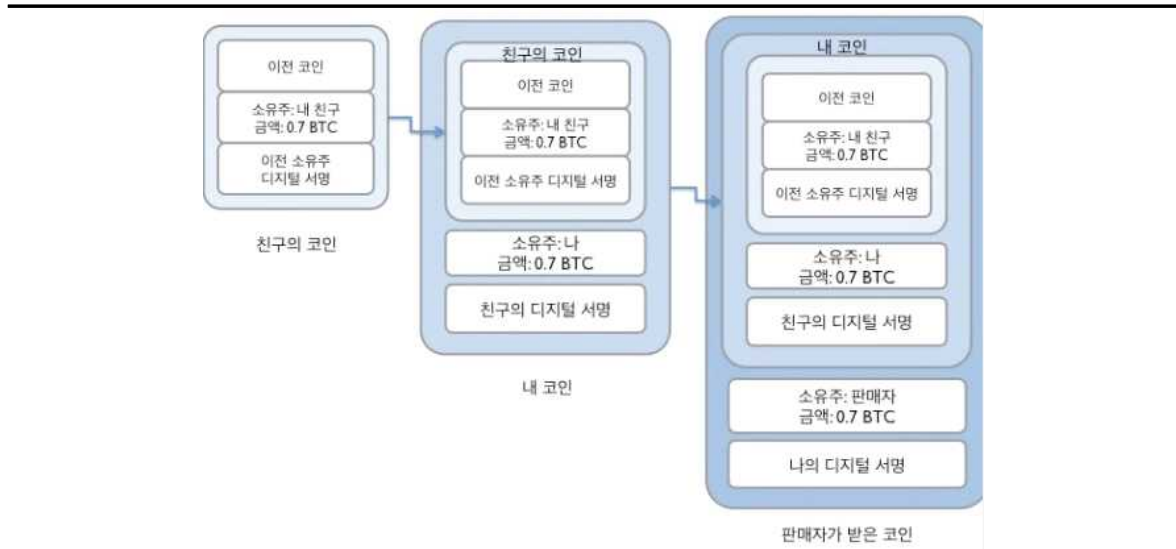 이전 코인
소유주: 내 친구
금액: 0.7 BTC
이전 소유주
디지털 서명
친구의 코인
친구의 코인
이전 코인
소유주: 내 친구
금액: 0.7 BTC
이전 소유주 디지털 서명
소유주: 나
금액: 0.7 BTC
친구의 디지털 서명
내 코인
내 코인
이전 코인
소유주: 내 친구
금액: 0.7 BTC
이전 소유주 디지털 서명
소유주: 나
금액: 0.7 BTC
친구의 디지털 서명
소유주: 판매자
금액: 0.7 BTC
나의 디지털 서명
판매자가 받은 코인